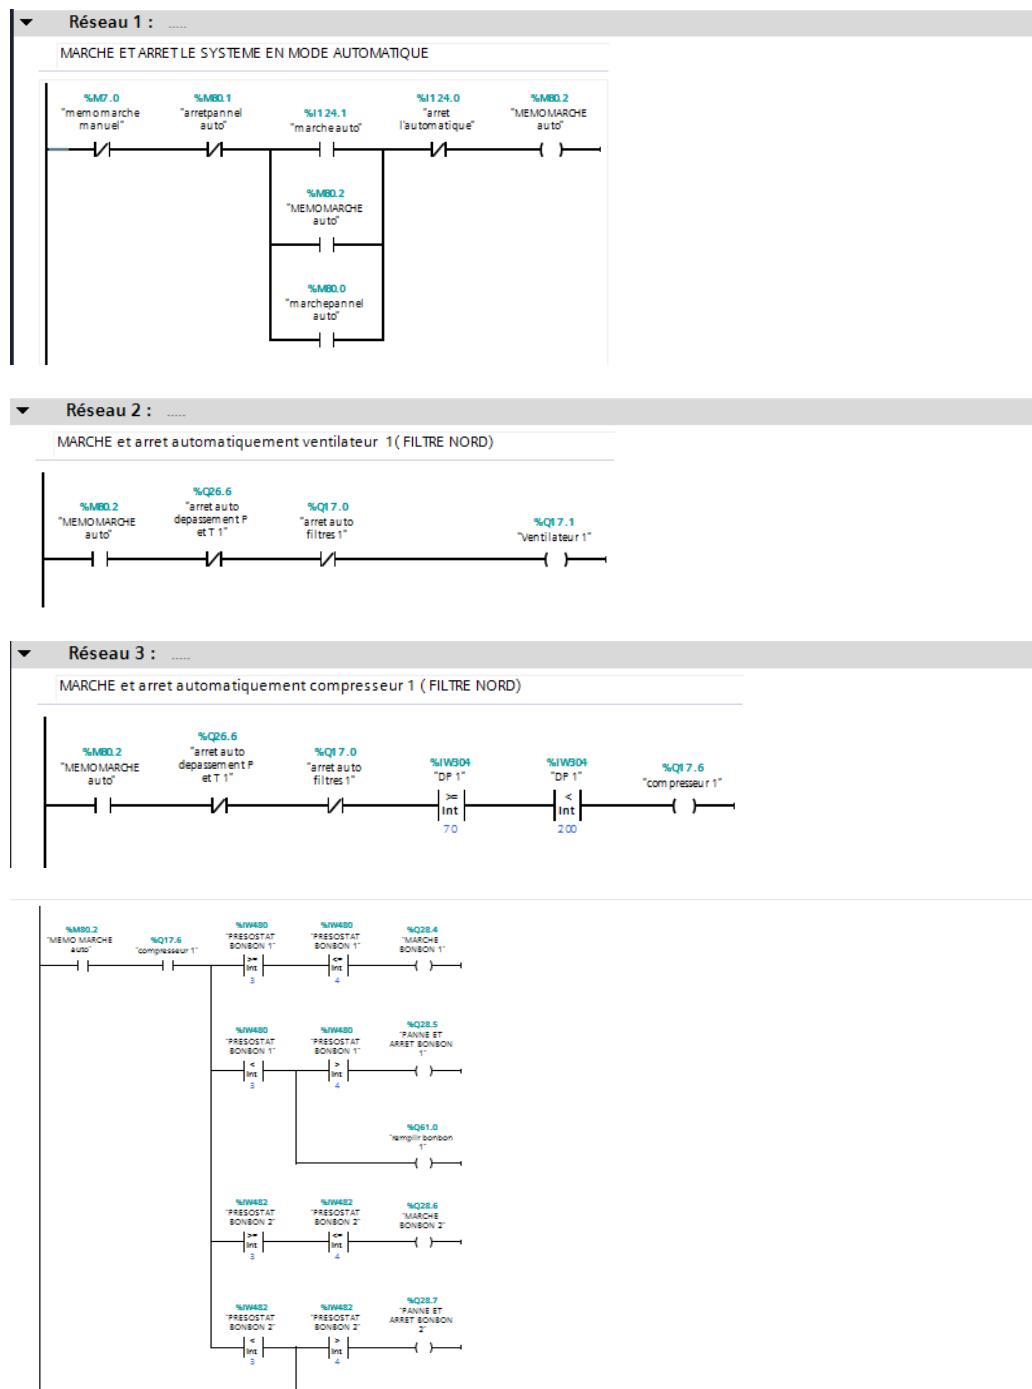 Réseau 1 : .....
MARCHE ET ARRET LE SYSTEME EN MODE AUTOMATIQUE
%M7.0
"memomarche
manuel"
%M80.1
"arretpannel
auto"
%I124.1
"marche auto"
%I124.0
"arret
l'automatique"
%M80.2
"MEMOMARCHE
auto"
%M80.2
"MEMOMARCHE
auto"
%M80.0
"marchepannel
auto"
Réseau 2 : .....
MARCHE et arret automatiquement ventilateur 1( FILTRE NORD)
%M80.2
"MEMOMARCHE
auto"
%Q26.6
"arret auto
depassement P
et T 1"
%Q17.0
"arret auto
filtres 1"
%Q17.1
"Ventilateur 1"
Réseau 3 : .....
MARCHE et arret automatiquement compresseur 1 ( FILTRE NORD)
%M80.2
"MEMOMARCHE
auto"
%Q26.6
"arret auto
depassement P
et T 1"
%Q17.0
"arret auto
filtres 1"
%IW304
"DP 1"
>=
Int
70
%IW304
"DP 1"
<
Int
200
%Q17.6
"compresseur 1"
%M80.2
"MEMO MARCHE
auto"
%Q17.6
"compresseur 1"
%IW480
"PRESOSTAT
BONBON 1"
>=
Int
3
%IW480
"PRESOSTAT
BONBON 1"
<=
Int
4
%Q28.4
"MARCHE
BONBON 1"
%IW480
"PRESOSTAT
BONBON 1"
<
Int
3
%IW480
"PRESOSTAT
BONBON 1"
>
Int
4
%Q28.5
"PANNE ET
ARRET BONBON
1"
%Q61.0
"remplir bonbon
1"
%IW482
"PRESOSTAT
BONBON 2"
>=
Int
3
%IW482
"PRESOSTAT
BONBON 2"
<=
Int
4
%Q28.6
"MARCHE
BONBON 2"
%IW482
"PRESOSTAT
BONBON 2"
<
Int
3
%IW482
"PRESOSTAT
BONBON 2"
>
Int
4
%Q28.7
"PANNE ET
ARRET BONBON
2"